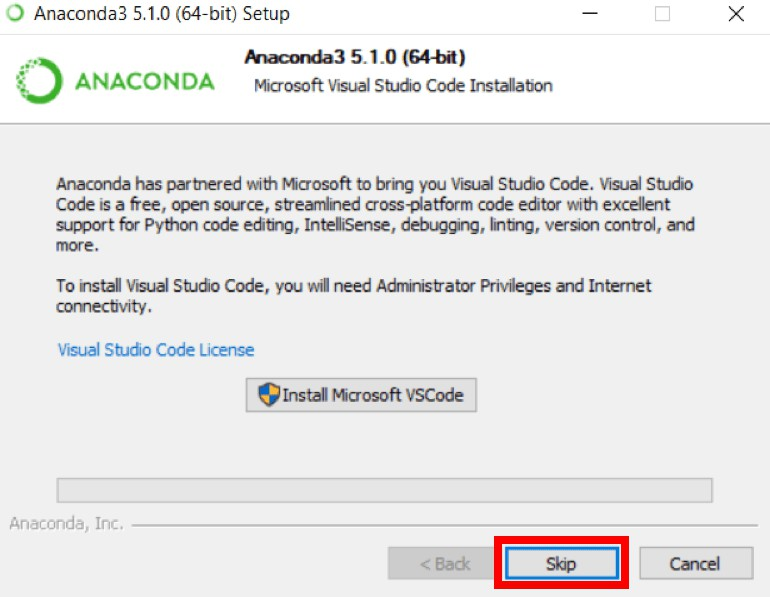 Anaconda3 5.1.0 (64-bit) Setup
Anaconda3 5.1.0 (64-bit)
ANACONDA
Microsoft Visual Studio Code Installation
Anaconda has partnered with Microsoft to bring you Visual Studio Code. Visual Studio
Code is a free, open source, streamlined cross-platform code editor with excellent
support for Python code editing, IntelliSense, debugging, linting, version control, and
more.
To install Visual Studio Code, you will need Administrator Privileges and Internet
connectivity.
Visual Studio Code License
Install Microsoft VSCode
Anaconda, Inc.
< Back
Skip
Cancel